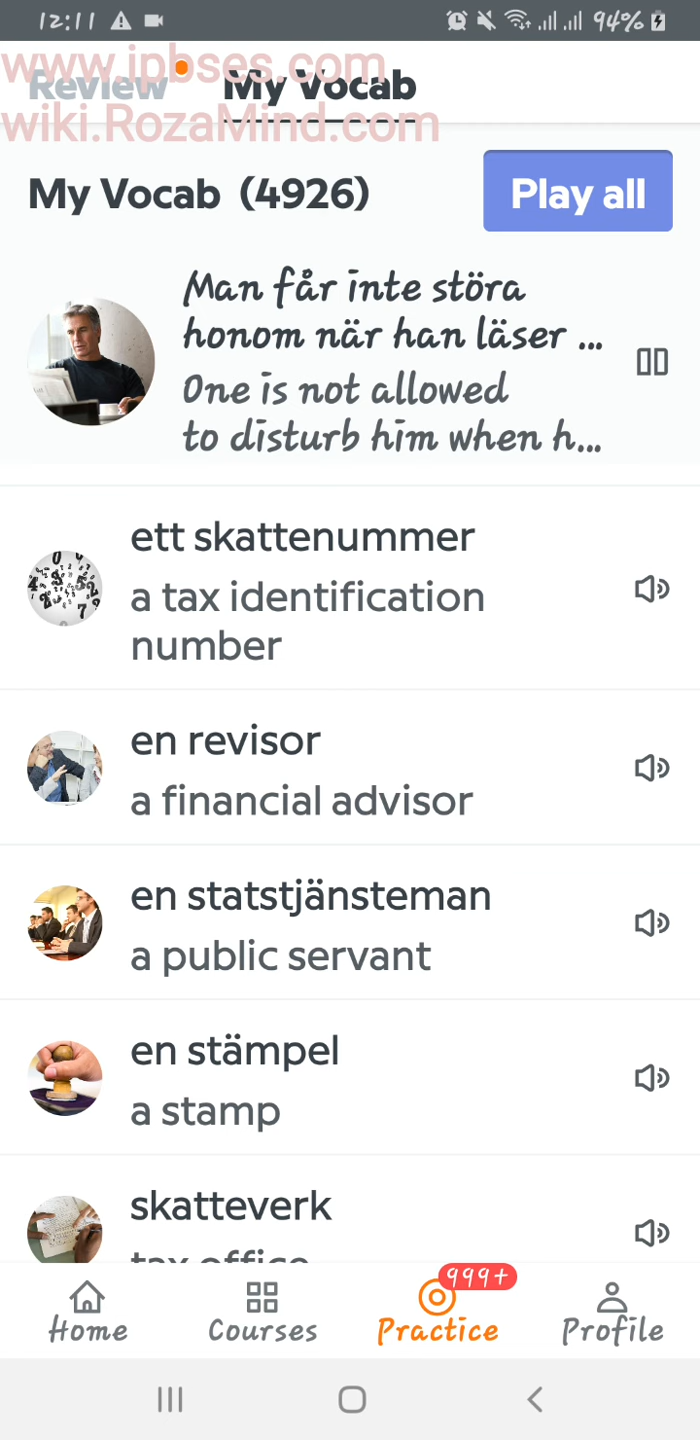 12:11
94%
www.ipbses.com
Review My Vocab
wiki.RozaMind.com
My Vocab (4926)
Play all
Man får inte störa
honom när han läser ...
One is not allowed
to disturb him when h...
ett skattenummer
a tax identification
number
en revisor
a financial advisor
en statstjänsteman
a public servant
en stämpel
a stamp
skatteverk
tax office
999+
Home Courses Practice Profile